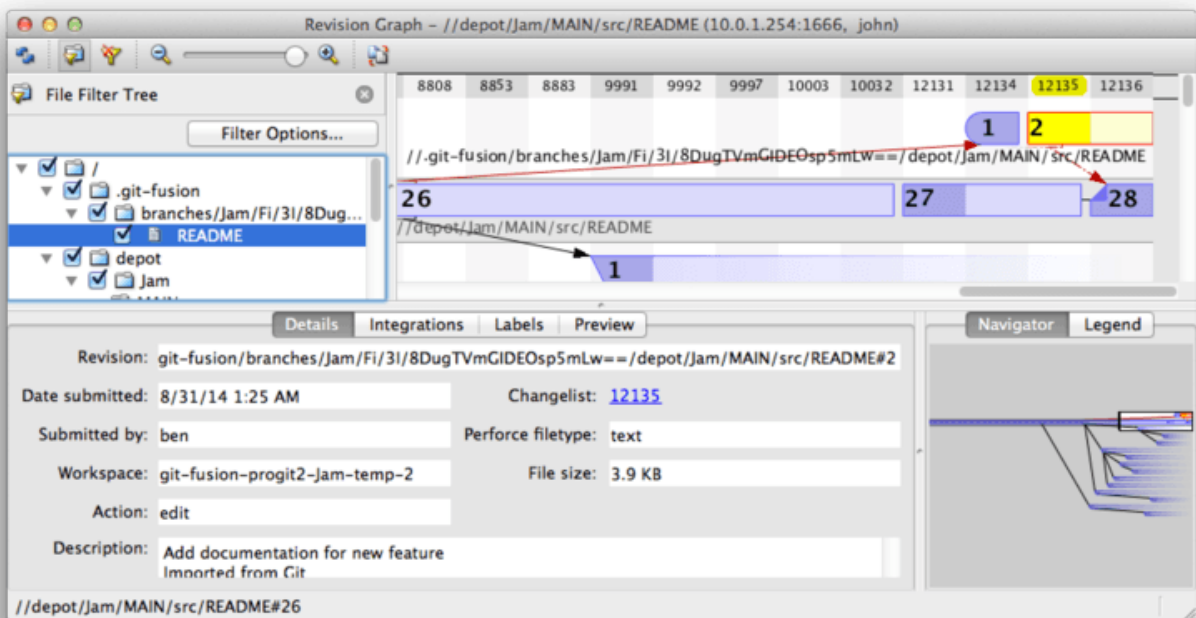 Revision Graph – //depot/Jam/MAIN/src/README (10.0.1.254:1666, john)
File Filter Tree
Filter Options...
/
.git-fusion
branches/Jam/Fi/3I/8Dug...
README
depot
Jam
8808 8853 8883 9991 9992 9997 10003 10032 12131 12134 12135 12136
1 2
//.git-fusion/branches/Jam/Fi/3I/8DugTVmGIDEOsp5mLw==/depot/Jam/MAIN/src/README
26 27 28
//depot/Jam/MAIN/src/README
1
Details Integrations Labels Preview
Navigator Legend
Revision: git-fusion/branches/Jam/Fi/3I/8DugTVmGIDEOsp5mLw==/depot/Jam/MAIN/src/README#2
Date submitted: 8/31/14 1:25 AM Changelist: 12135
Submitted by: ben Perforce filetype: text
Workspace: git-fusion-progit2-Jam-temp-2 File size: 3.9 KB
Action: edit
Description: Add documentation for new feature
Imported from Git
//depot/Jam/MAIN/src/README#26